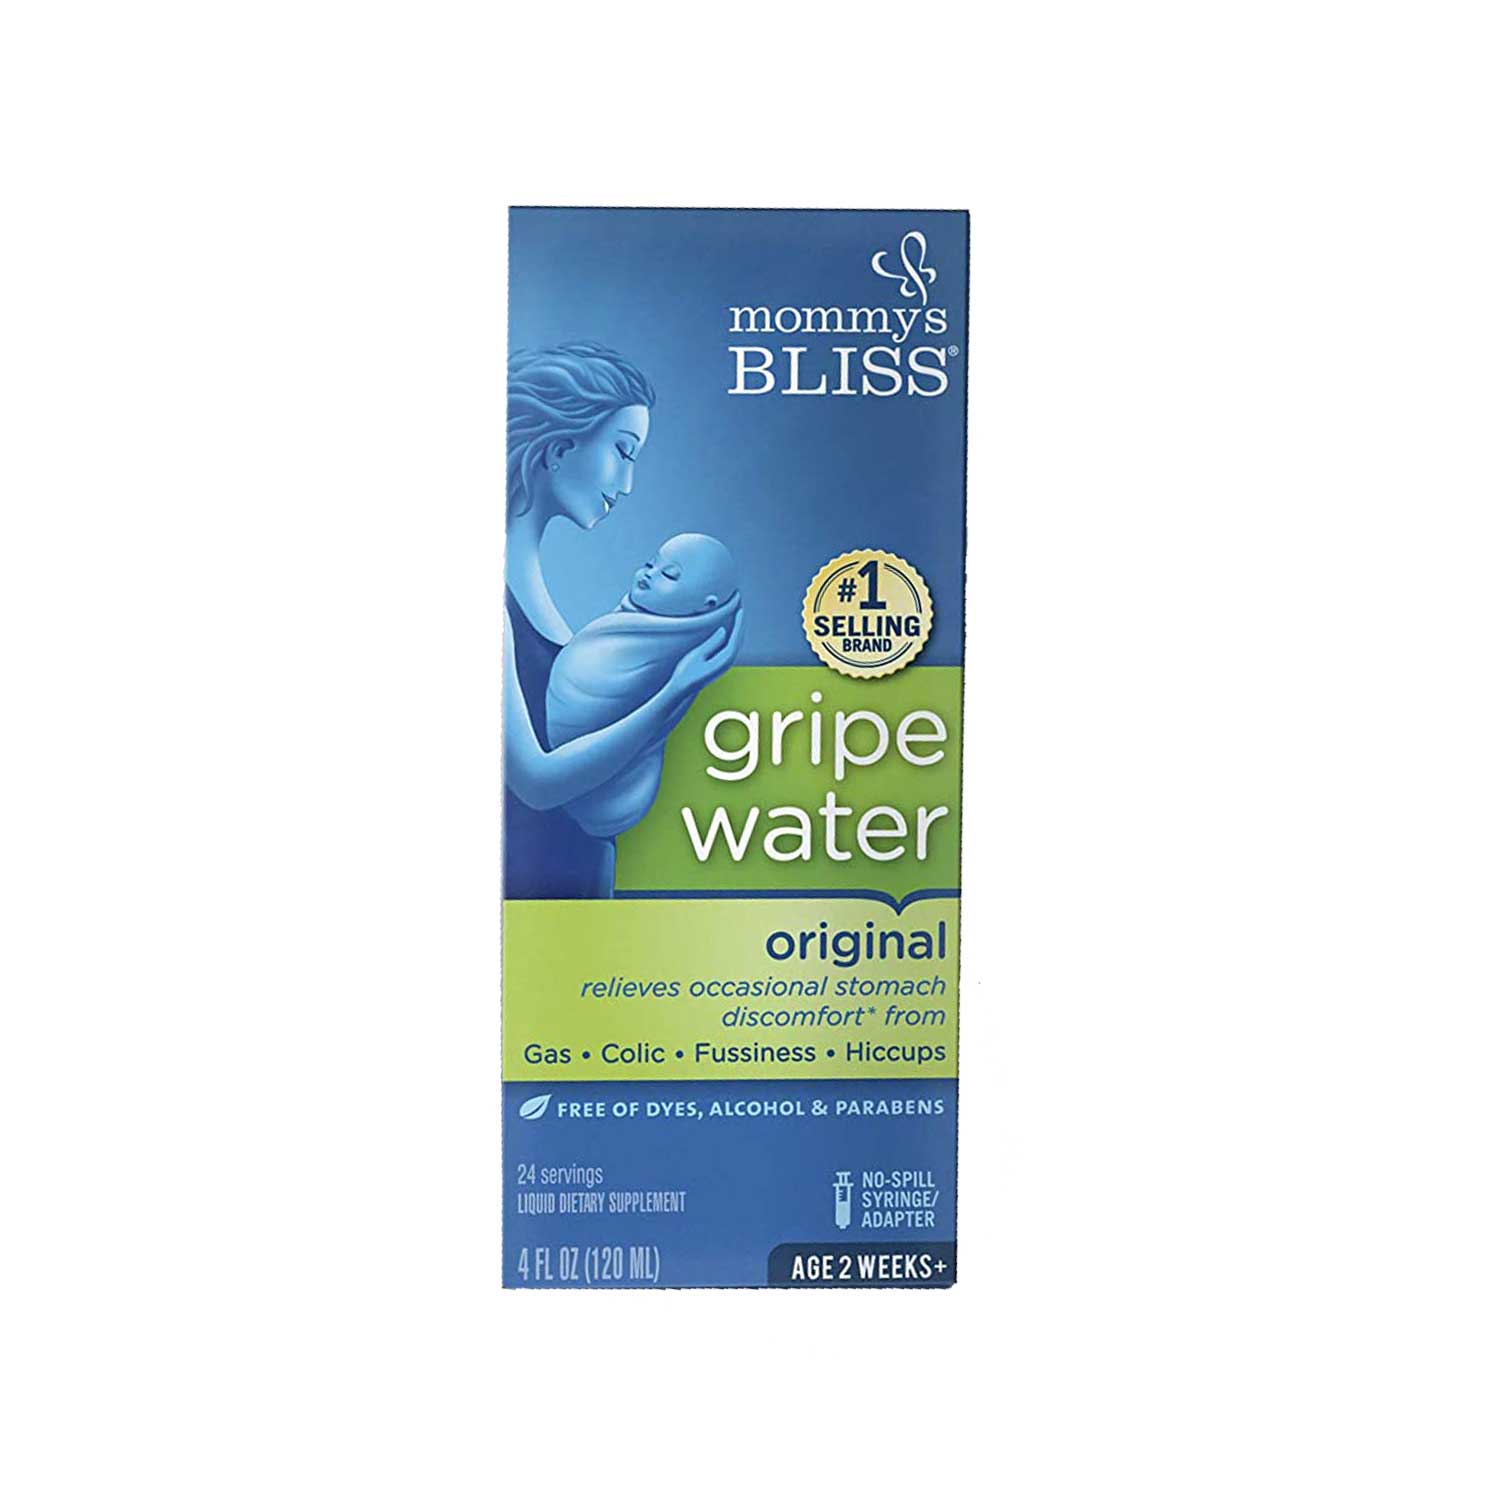 mommy's
BLISS®
#1
SELLING
BRAND
gripe
water
original
relieves occasional stomach
discomfort* from
Gas • Colic • Fussiness • Hiccups
FREE OF DYES, ALCOHOL & PARABENS
24 servings
LIQUID DIETARY SUPPLEMENT
4 FL OZ (120 ML)
NO-SPILL
SYRINGE/
ADAPTER
AGE 2 WEEKS+